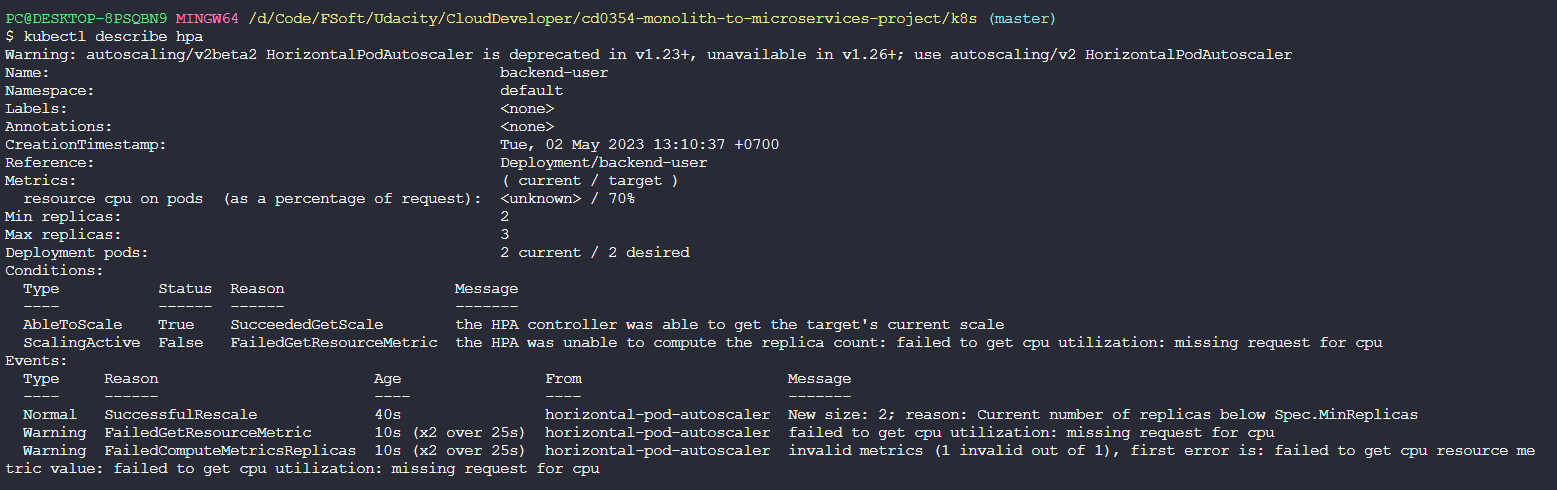 PC@DESKTOP-8PSQBN9 MINGW64 /d/Code/FSoft/Udacity/CloudDeveloper/cd0354-monolith-to-microservices-project/k8s (master)
$ kubectl describe hpa
Warning: autoscaling/v2beta2 HorizontalPodAutoscaler is deprecated in v1.23+, unavailable in v1.26+; use autoscaling/v2 HorizontalPodAutoscaler
Name: backend-user
Namespace: default
Labels: <none>
Annotations: <none>
CreationTimestamp: Tue, 02 May 2023 13:10:37 +0700
Reference: Deployment/backend-user
Metrics: ( current / target )
resource cpu on pods (as a percentage of request): <unknown> / 70%
Min replicas: 2
Max replicas: 3
Deployment pods: 2 current / 2 desired
Conditions:
Type Status Reason Message
---- ------ ------ -------
AbleToScale True SucceededGetScale the HPA controller was able to get the target's current scale
ScalingActive False FailedGetResourceMetric the HPA was unable to compute the replica count: failed to get cpu utilization: missing request for cpu
Events:
Type Reason Age From Message
---- ------ ---- ---- -------
Normal SuccessfulRescale 40s horizontal-pod-autoscaler New size: 2; reason: Current number of replicas below Spec.MinReplicas
Warning FailedGetResourceMetric 10s (x2 over 25s) horizontal-pod-autoscaler failed to get cpu utilization: missing request for cpu
Warning FailedComputeMetricsReplicas 10s (x2 over 25s) horizontal-pod-autoscaler invalid metrics (1 invalid out of 1), first error is: failed to get cpu resource me
tric value: failed to get cpu utilization: missing request for cpu